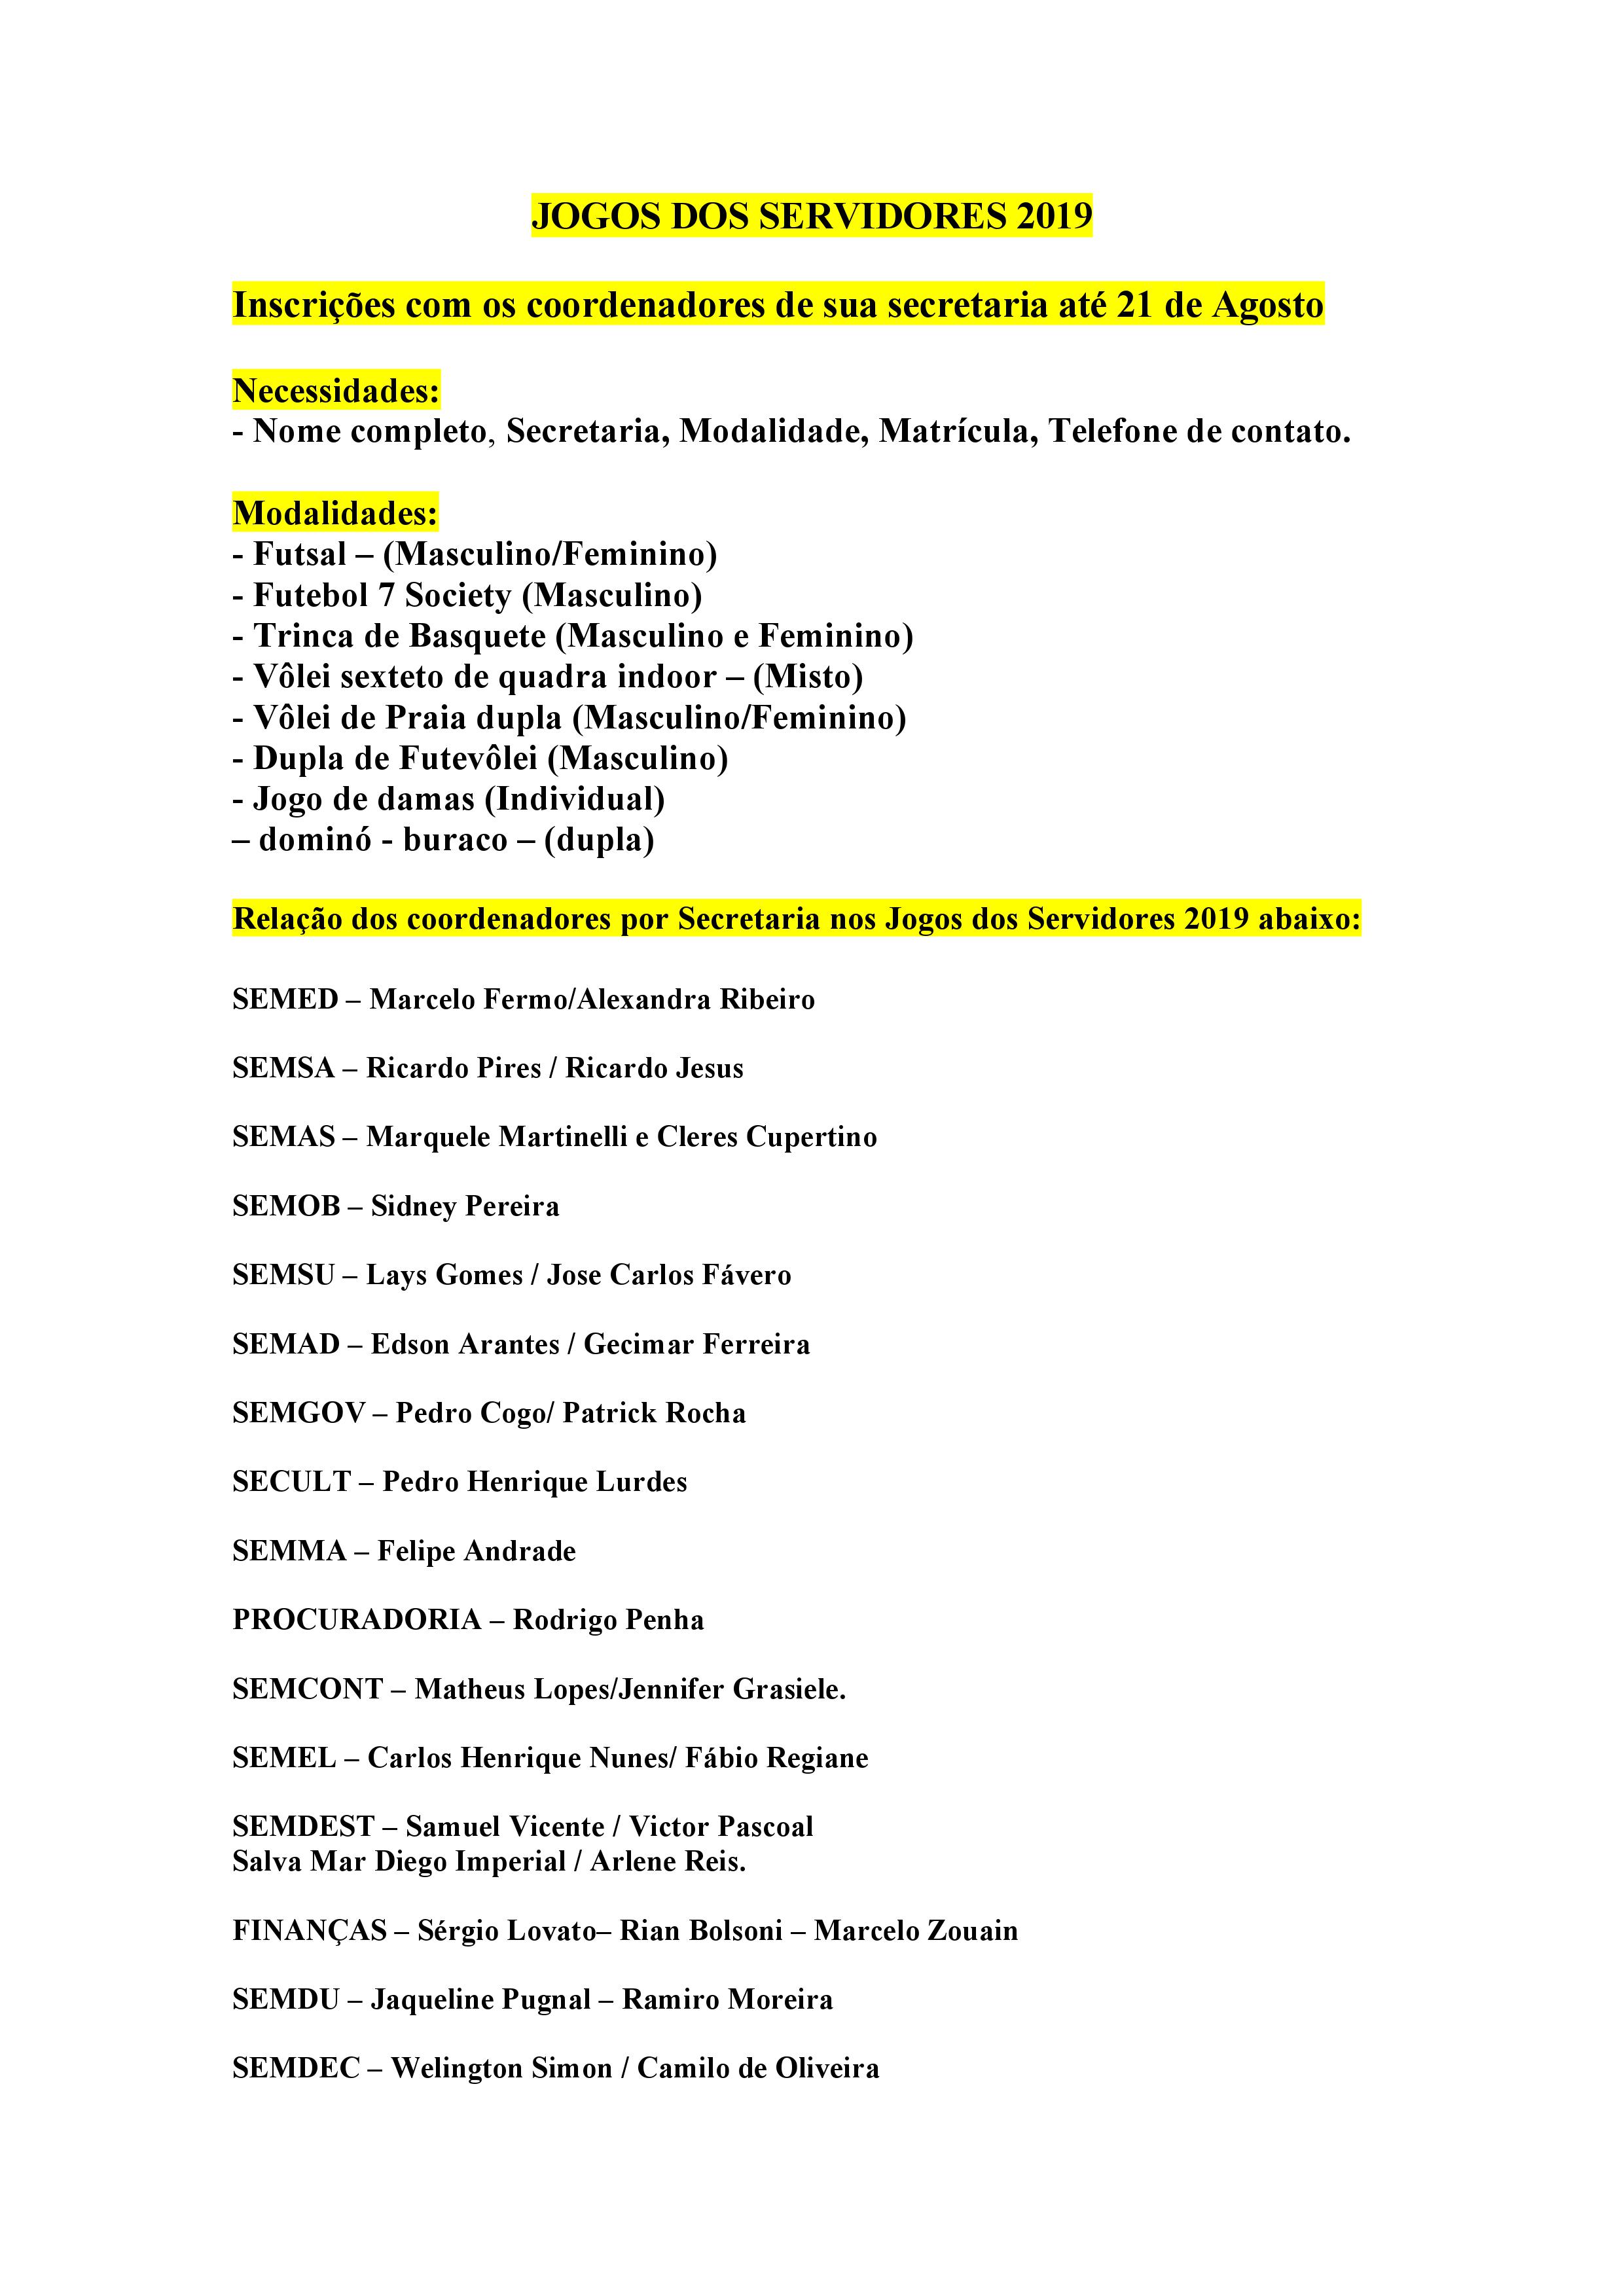 JOGOS DOS SERVIDORES 2019
Inscrições com os coordenadores de sua secretaria até 21 de Agosto
Necessidades:
- Nome completo, Secretaria, Modalidade, Matrícula, Telefone de contato.
Modalidades:
- Futsal – (Masculino/Feminino)
- Futebol 7 Society (Masculino)
- Trinca de Basquete (Masculino e Feminino)
- Vôlei sexteto de quadra indoor – (Misto)
- Vôlei de Praia dupla (Masculino/Feminino)
- Dupla de Futevôlei (Masculino)
- Jogo de damas (Individual)
– dominó - buraco – (dupla)
Relação dos coordenadores por Secretaria nos Jogos dos Servidores 2019 abaixo:
SEMED – Marcelo Fermo/Alexandra Ribeiro
SEMSA – Ricardo Pires / Ricardo Jesus
SEMAS – Marquele Martinelli e Cleres Cupertino
SEMOB – Sidney Pereira
SEMSU – Lays Gomes / Jose Carlos Fávero
SEMAD – Edson Arantes / Gecimar Ferreira
SEMGOV – Pedro Cogo/ Patrick Rocha
SECULT – Pedro Henrique Lurdes
SEMMA – Felipe Andrade
PROCURADORIA – Rodrigo Penha
SEMCONT – Matheus Lopes/Jennifer Grasiele.
SEMEL – Carlos Henrique Nunes/ Fábio Regiane
SEMDEST – Samuel Vicente / Victor Pascoal
Salva Mar Diego Imperial / Arlene Reis.
FINANÇAS – Sérgio Lovato– Rian Bolsoni – Marcelo Zouain
SEMDU – Jaqueline Pugnal – Ramiro Moreira
SEMDEC – Welington Simon / Camilo de Oliveira